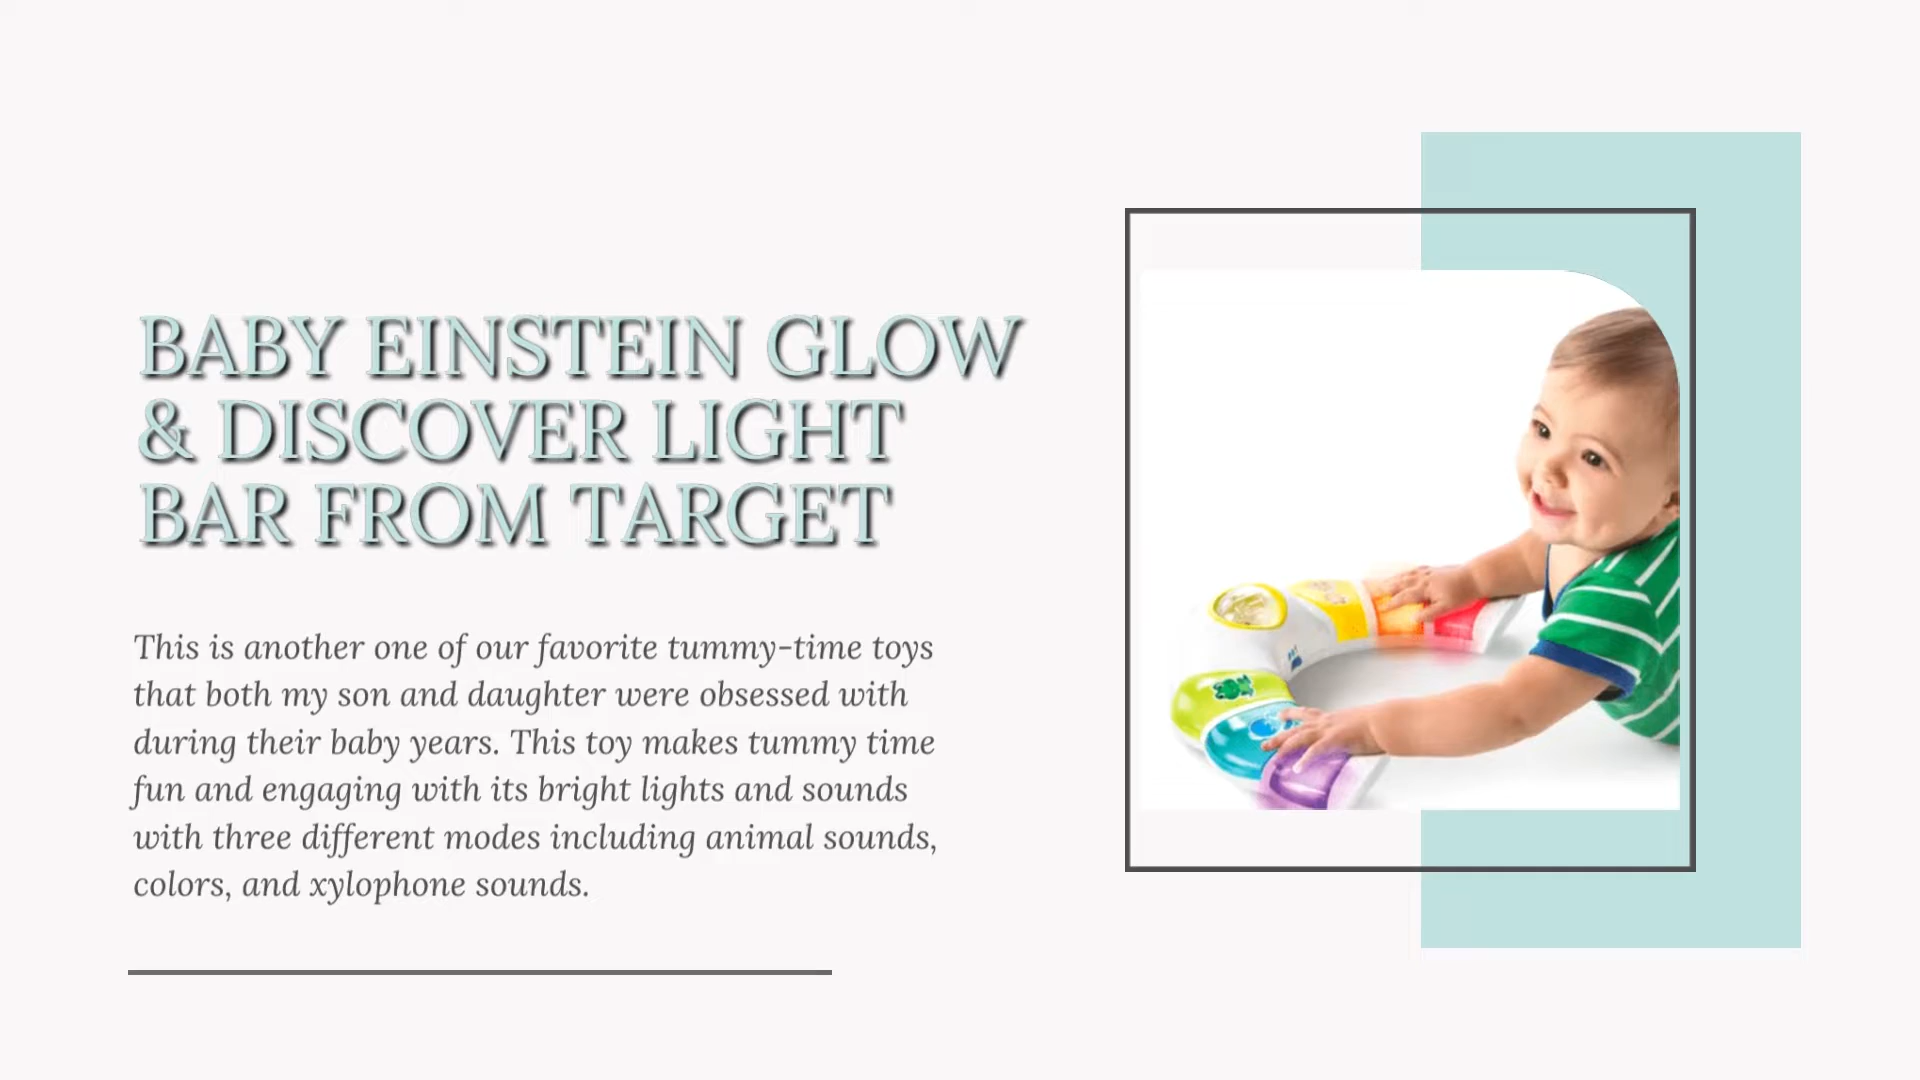 BABY EINSTEIN GLOW
& DISCOVER LIGHT
BAR FROM TARGET
This is another one of our favorite tummy-time toys
that both my son and daughter were obsessed with
during their baby years. This toy makes tummy time
fun and engaging with its bright lights and sounds
with three different modes including animal sounds,
colors, and xylophone sounds.